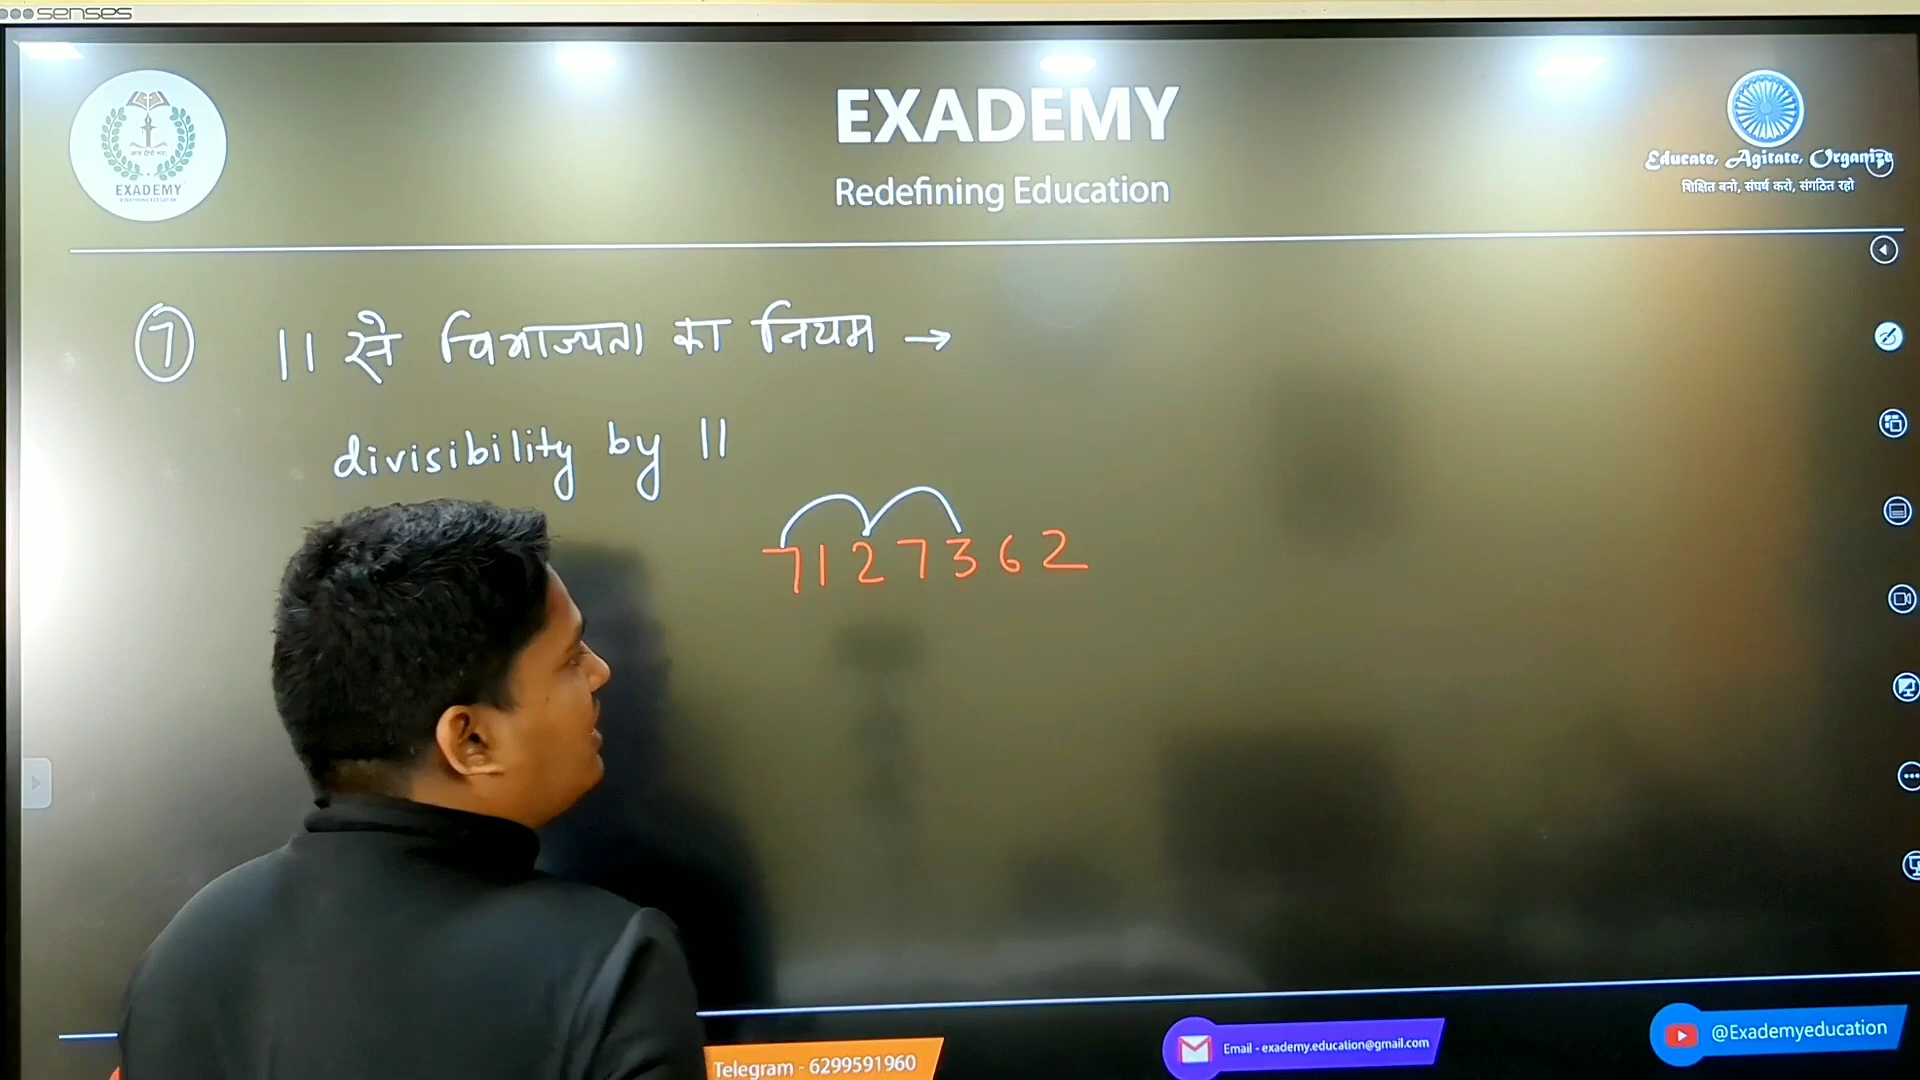 senses
EXADEMY
Redefining Education
EXADEMY
Educate, Agitate, Organize
शिक्षित बनो, संघर्ष करो, संगठित रहो
7 11 से विभाज्यता का नियम →
divisibility by 11
7127362
Telegram - 6299591960
Email - exademy.education@gmail.com
@Exademyeducation